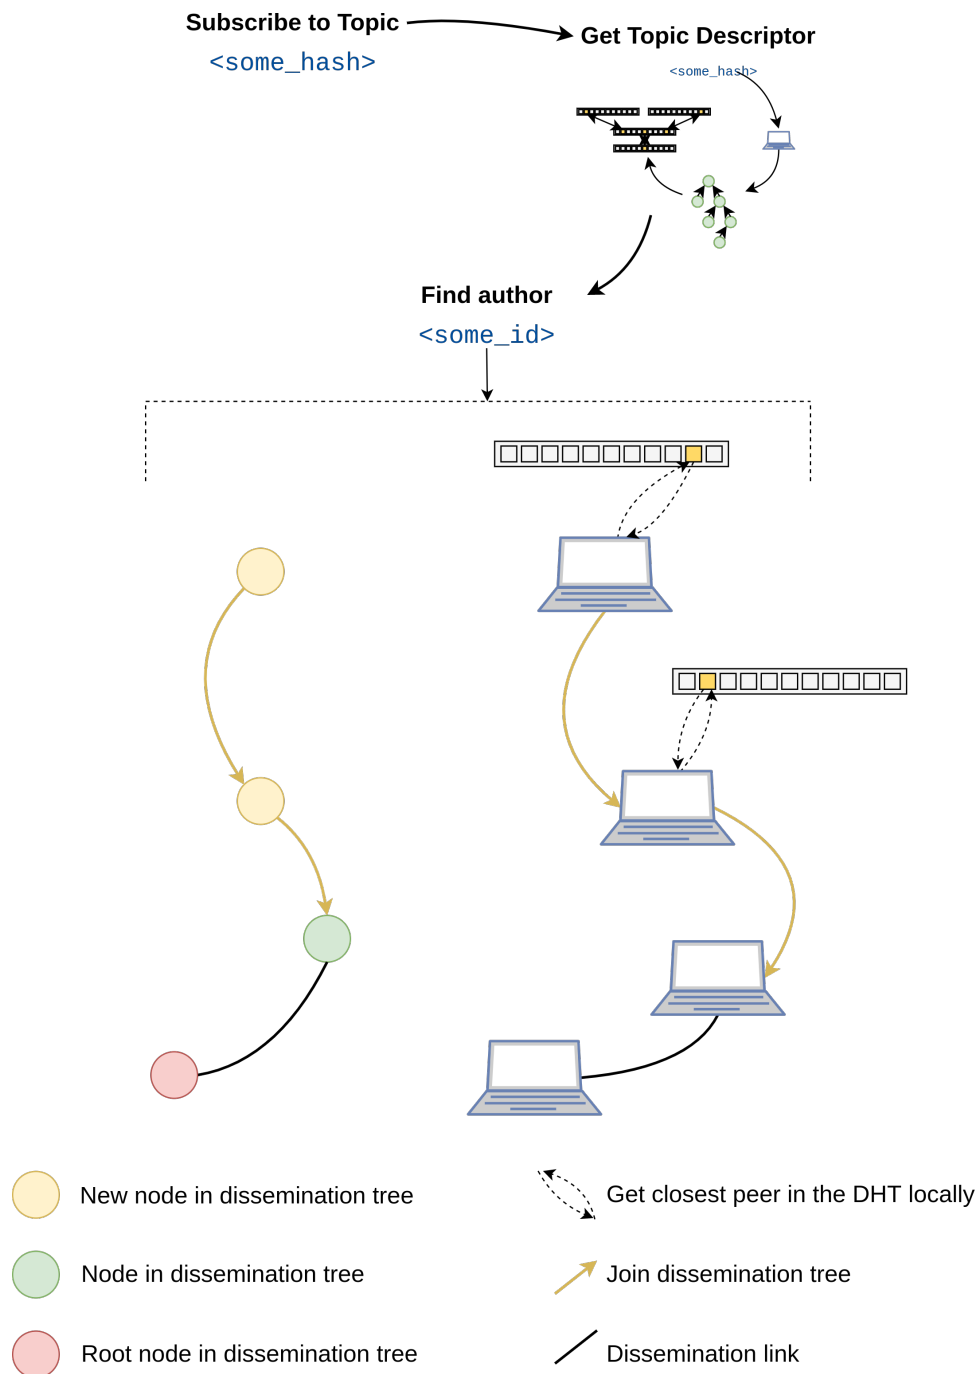 Subscribe to Topic
<some_hash>
Get Topic Descriptor
<some_hash>
Find author
<some_id>
New node in dissemination tree
Get closest peer in the DHT locally
Node in dissemination tree
Join dissemination tree
Root node in dissemination tree
Dissemination link